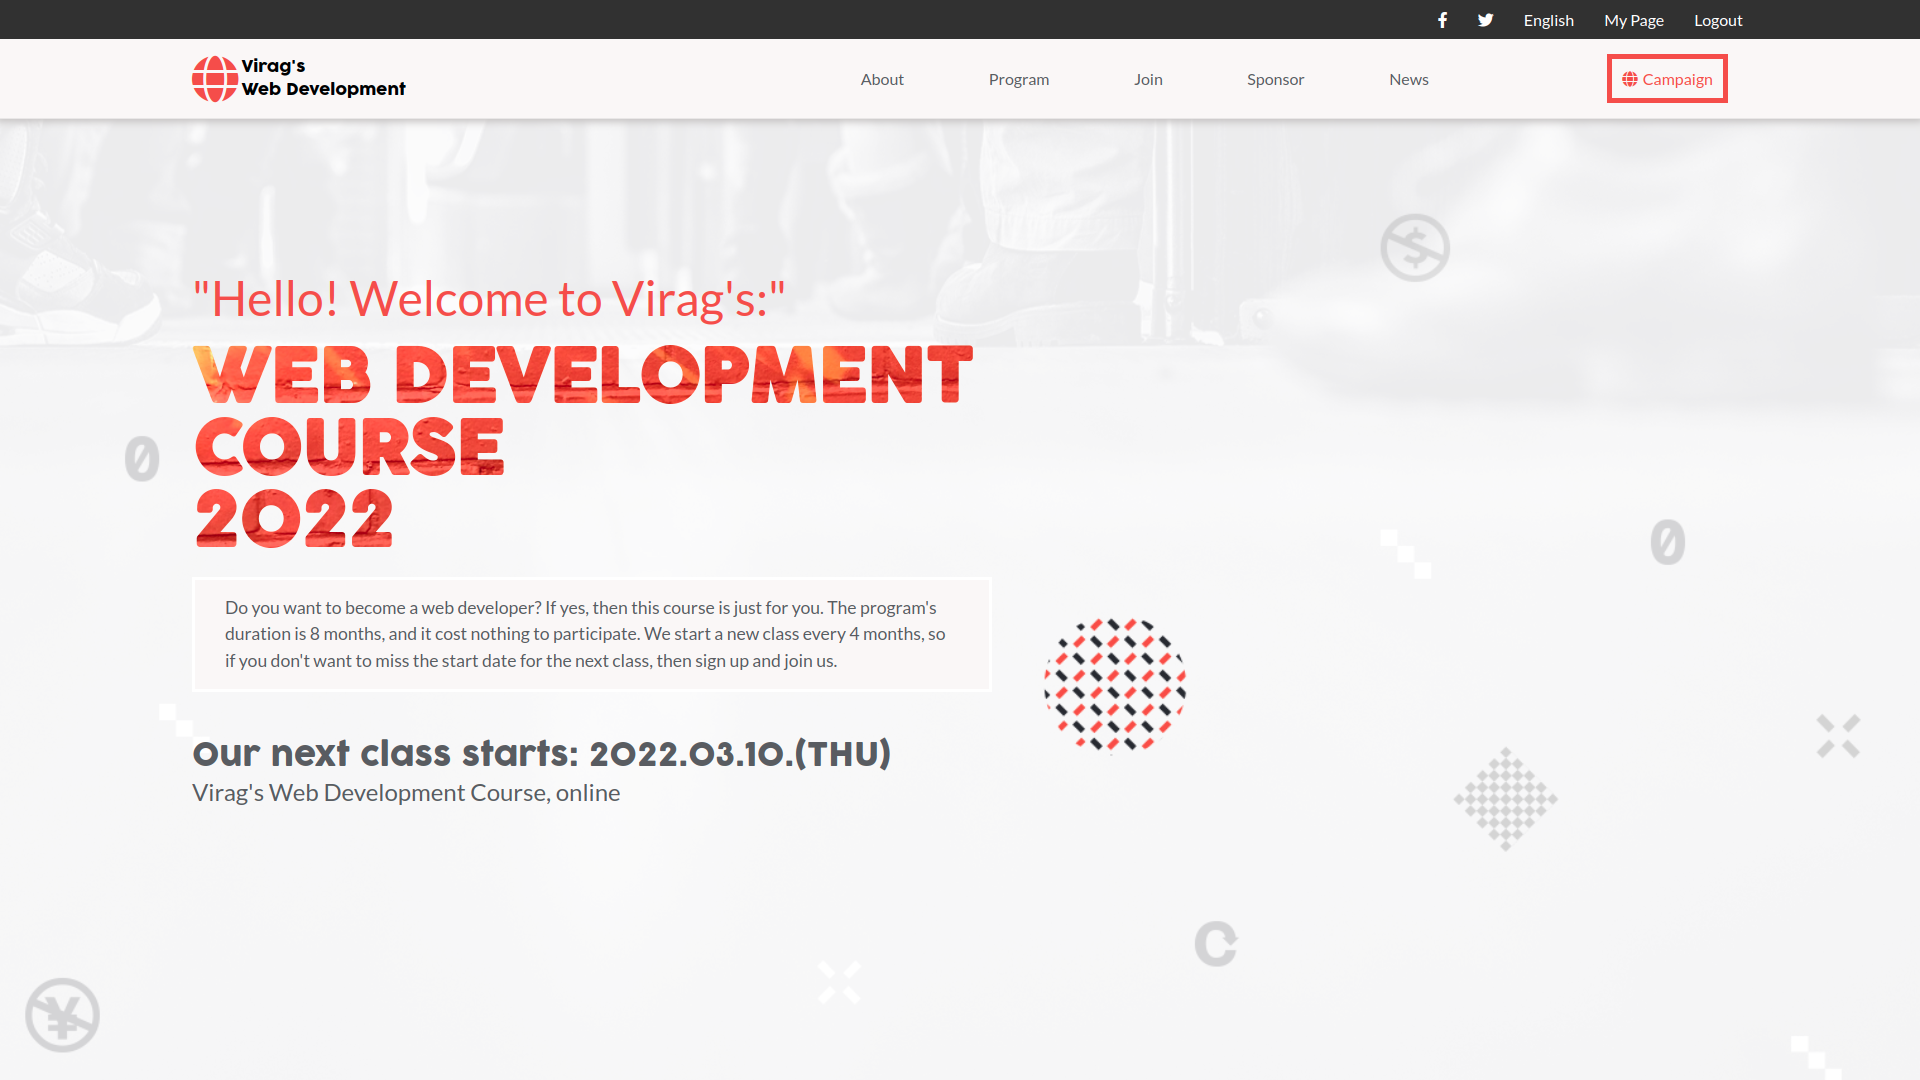 English My Page Logout
Virag's
Web Development
About Program Join Sponsor News Campaign
"Hello! Welcome to Virag's:"
WEB DEVELOPMENT
COURSE
2022
Do you want to become a web developer? If yes, then this course is just for you. The program's
duration is 8 months, and it cost nothing to participate. We start a new class every 4 months, so
if you don't want to miss the start date for the next class, then sign up and join us.
Our next class starts: 2022.03.10.(THU)
Virag's Web Development Course, online